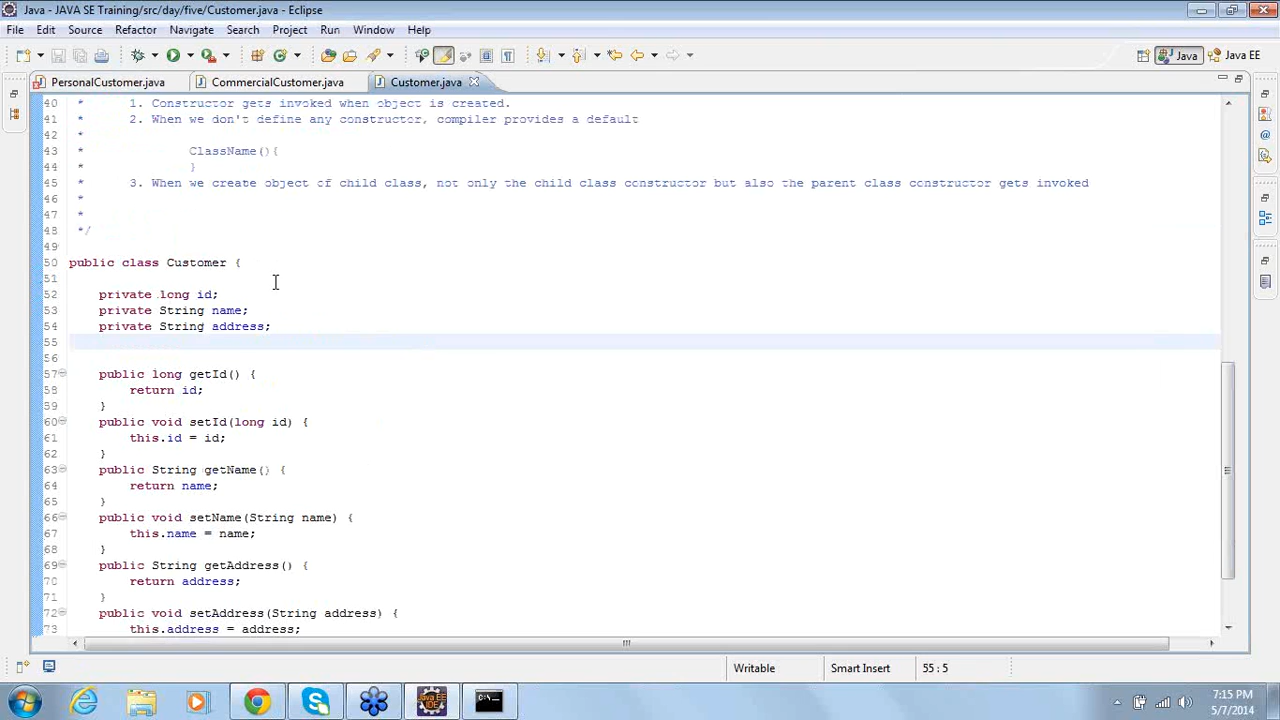 Java - JAVA SE Training/src/day/five/Customer.java - Eclipse
File Edit Source Refactor Navigate Search Project Run Window Help
Java Java EE
PersonalCustomer.java CommercialCustomer.java Customer.java
40 * 1. Constructor gets invoked when object is created.
41 * 2. When we don't define any constructor, compiler provides a default
42 *
43 * ClassName(){
44 * }
45 * 3. When we create object of child class, not only the child class constructor but also the parent class constructor gets invoked
46 *
47 *
48 */
49
50 public class Customer {
51
52 private long id;
53 private String name;
54 private String address;
55
56
57 public long getId() {
58 return id;
59 }
60 public void setId(long id) {
61 this.id = id;
62 }
63 public String getName() {
64 return name;
65 }
66 public void setName(String name) {
67 this.name = name;
68 }
69 public String getAddress() {
70 return address;
71 }
72 public void setAddress(String address) {
73 this.address = address;
Writable Smart Insert 55 : 5
Java EE
IDE
7:15 PM
5/7/2014